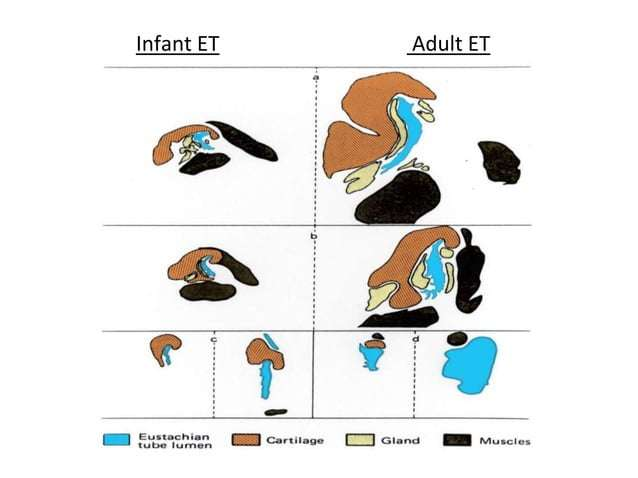 Infant ET
Adult ET
a
b
c
d
Eustachian
tube lumen
Cartilage
Gland
Muscles